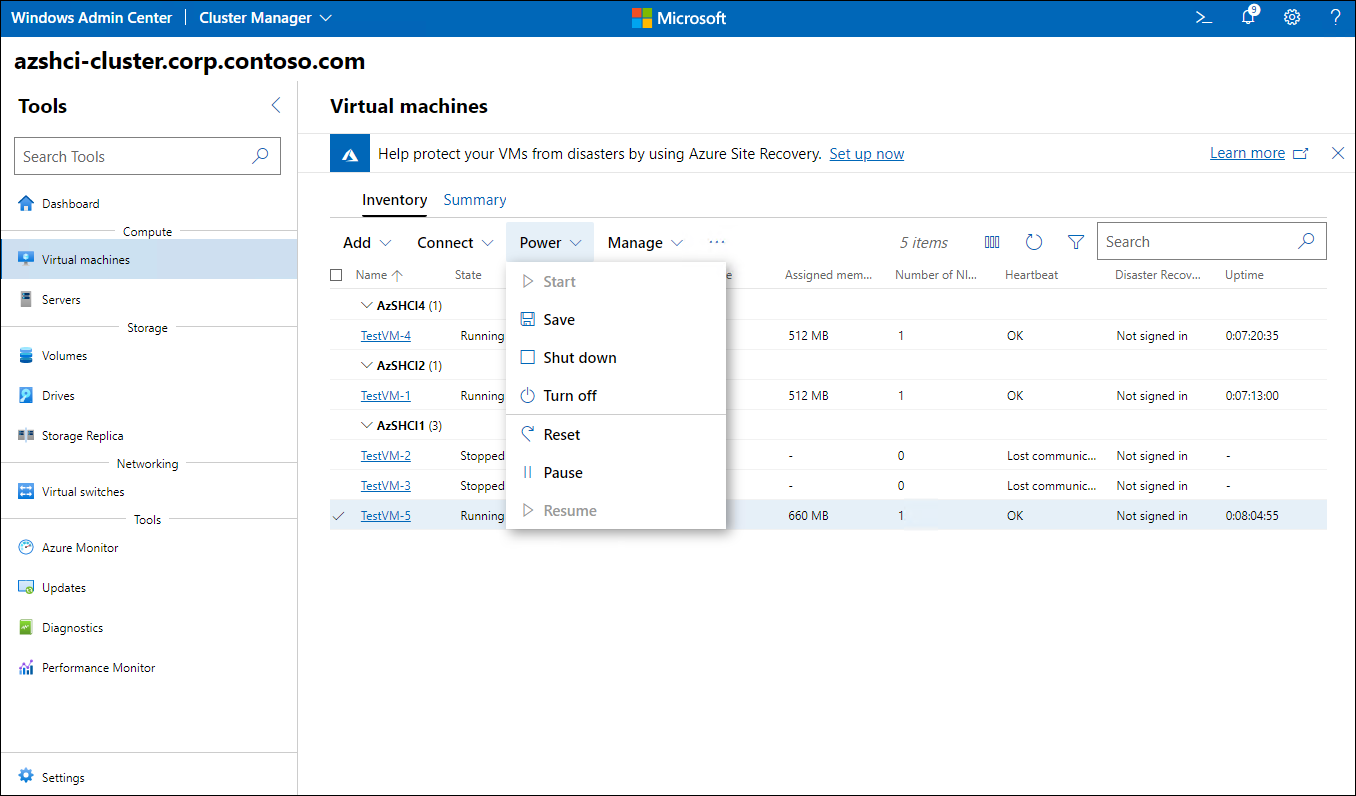 Windows Admin Center | Cluster Manager Microsoft 9 ?
azshci-cluster.corp.contoso.com
Tools
Search Tools
Dashboard
Compute
Virtual machines
Servers
Storage
Volumes
Drives
Storage Replica
Networking
Virtual switches
Tools
Azure Monitor
Updates
Diagnostics
Performance Monitor
Settings
Virtual machines
Help protect your VMs from disasters by using Azure Site Recovery. Set up now Learn more
Inventory Summary
Add Connect Power Manage ... 5 items Search
Name State e Assigned mem... Number of NI... Heartbeat Disaster Recov... Uptime
AzSHCI4 (1)
TestVM-4 Running 512 MB 1 OK Not signed in 0:07:20:35
AzSHCI2 (1)
TestVM-1 Running 512 MB 1 OK Not signed in 0:07:13:00
AzSHCI1 (3)
TestVM-2 Stopped - 0 Lost communic... Not signed in -
TestVM-3 Stopped - 0 Lost communic... Not signed in -
TestVM-5 Running 660 MB 1 OK Not signed in 0:08:04:55
Start
Save
Shut down
Turn off
Reset
Pause
Resume